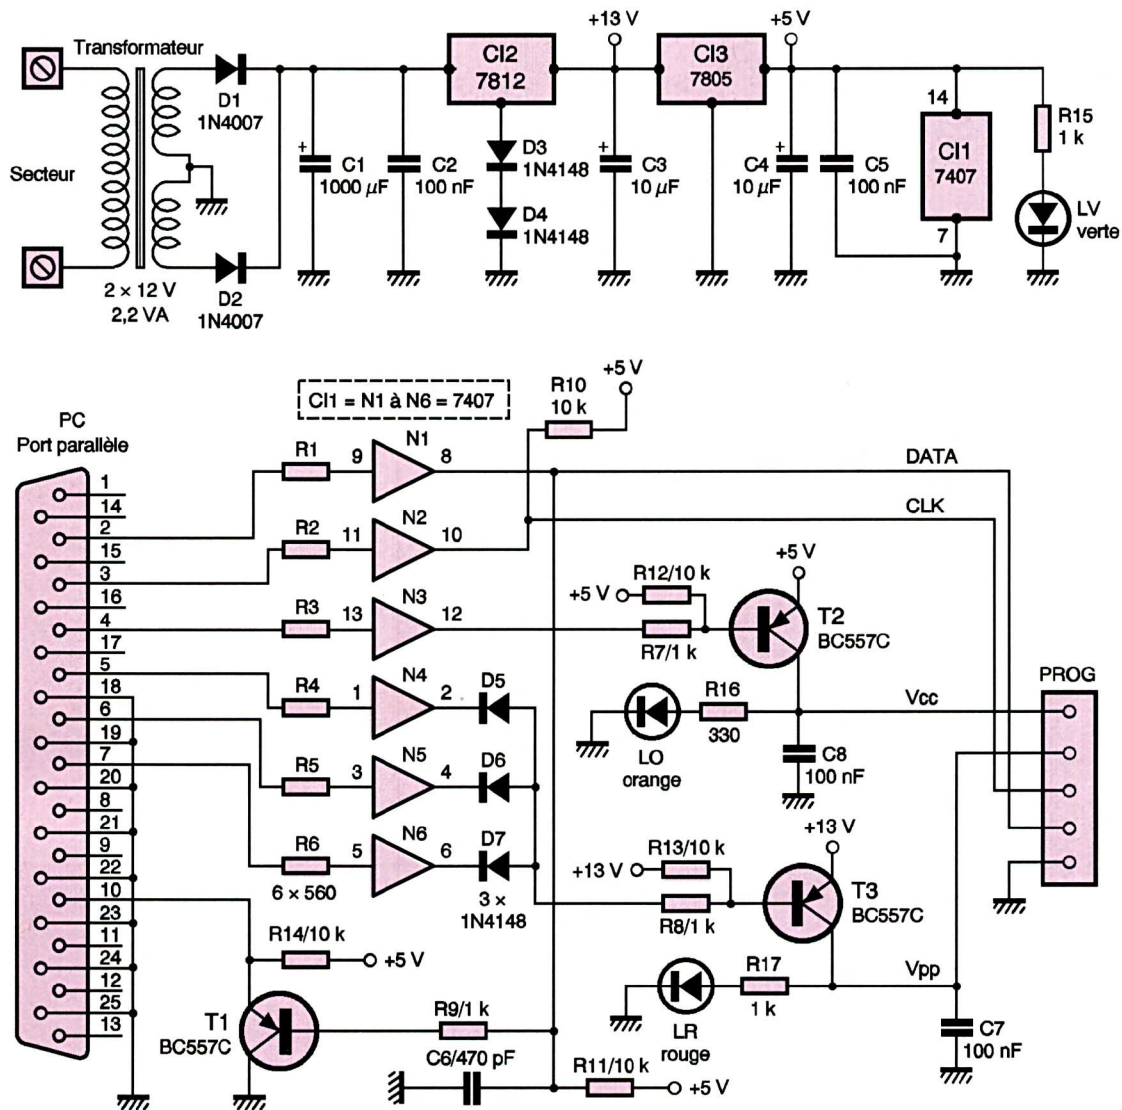 Transformateur
Secteur
2 × 12 V
2,2 VA
D1
1N4007
D2
1N4007
+
C1
1000 µF
C2
100 nF
CI2
7812
D3
1N4148
D4
1N4148
+13 V
+
C3
10 µF
CI3
7805
+5 V
+
C4
10 µF
C5
100 nF
14
CI1
7407
7
R15
1 k
LV
verte
CI1 = N1 à N6 = 7407
R10
10 k
+5 V
PC
Port parallèle
1
14
2
15
3
16
4
17
5
18
6
19
7
20
8
21
9
22
10
23
11
24
12
25
13
R1
9
N1
8
DATA
R2
11
N2
10
CLK
R3
13
N3
12
R4
1
N4
2
D5
R5
3
N5
4
D6
R6
6 × 560
5
N6
6
D7
3 ×
1N4148
R12/10 k
+5 V
R7/1 k
+5 V
T2
BC557C
PROG
R16
330
LO
orange
Vcc
C8
100 nF
+13 V
R13/10 k
+13 V
R8/1 k
T3
BC557C
R17
1 k
LR
rouge
Vpp
C7
100 nF
R14/10 k
+5 V
T1
BC557C
R9/1 k
C6/470 pF
R11/10 k
+5 V